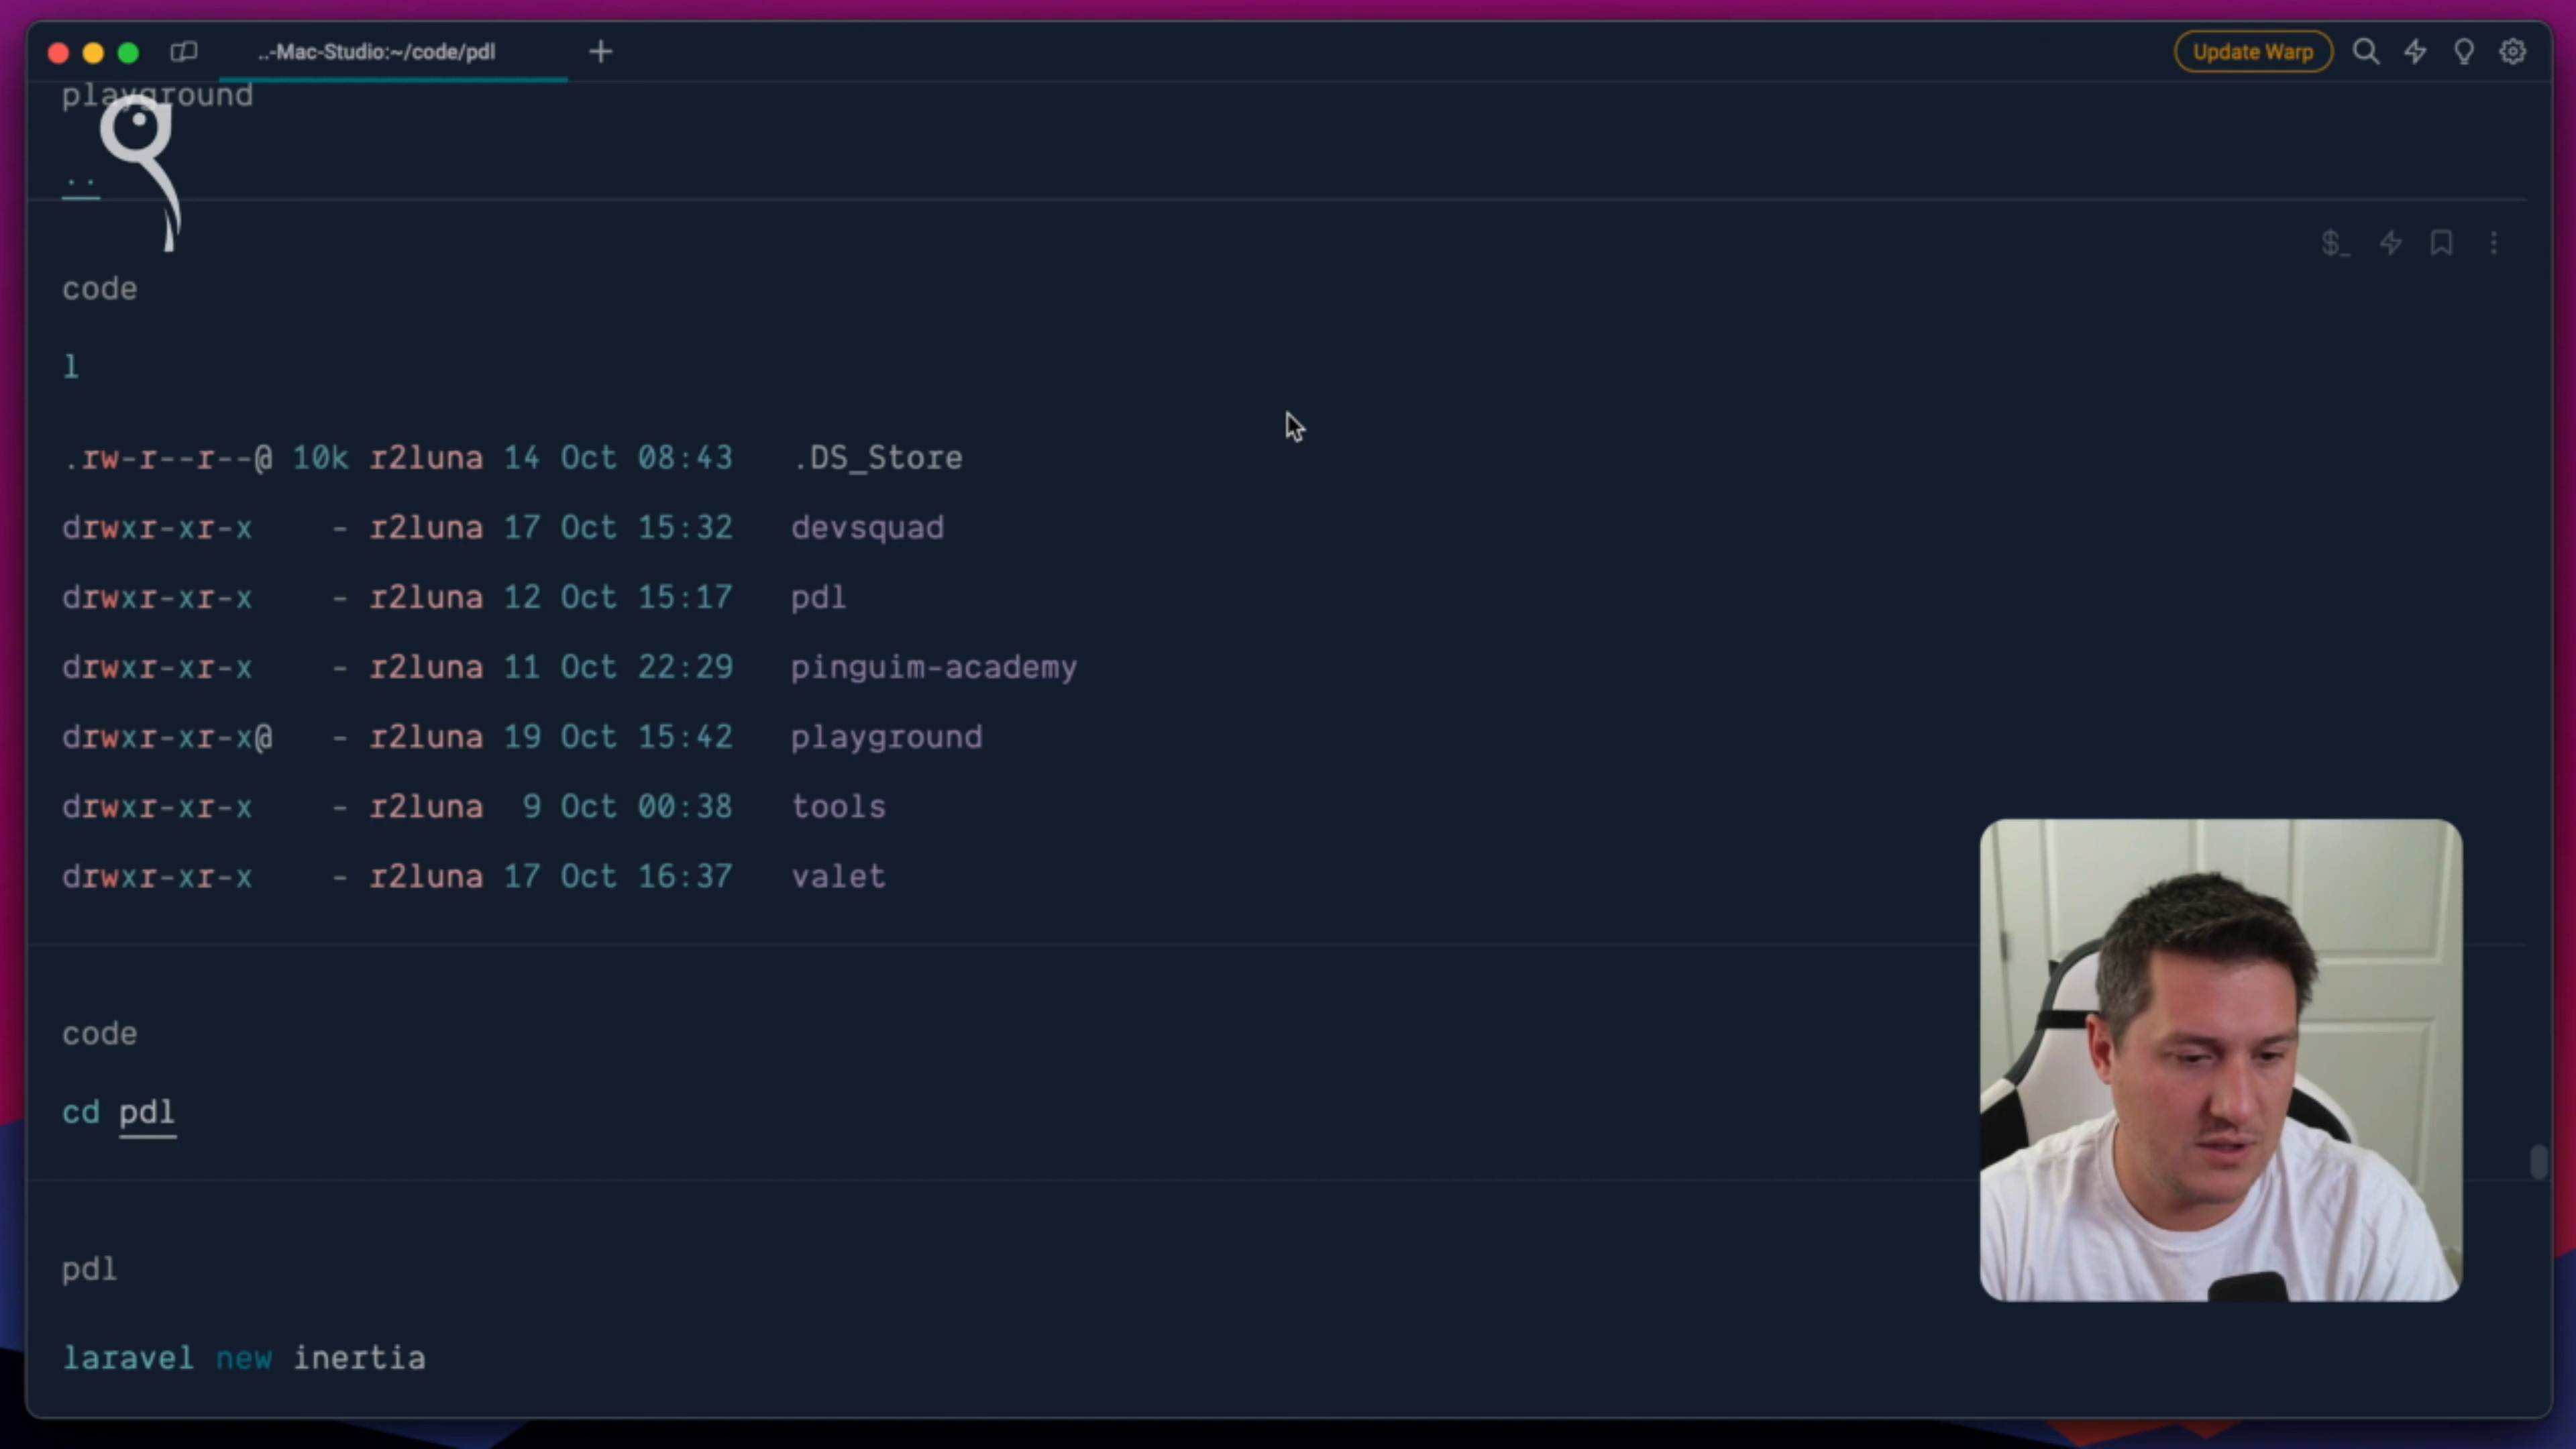 ..-Mac-Studio:~/code/pdl
Update Warp
playground
..
$_
code
l
.rw-r--r--@ 10k r2luna 14 Oct 08:43 .DS_Store
drwxr-xr-x - r2luna 17 Oct 15:32 devsquad
drwxr-xr-x - r2luna 12 Oct 15:17 pdl
drwxr-xr-x - r2luna 11 Oct 22:29 pinguim-academy
drwxr-xr-x@ - r2luna 19 Oct 15:42 playground
drwxr-xr-x - r2luna 9 Oct 00:38 tools
drwxr-xr-x - r2luna 17 Oct 16:37 valet
code
cd pdl
pdl
laravel new inertia